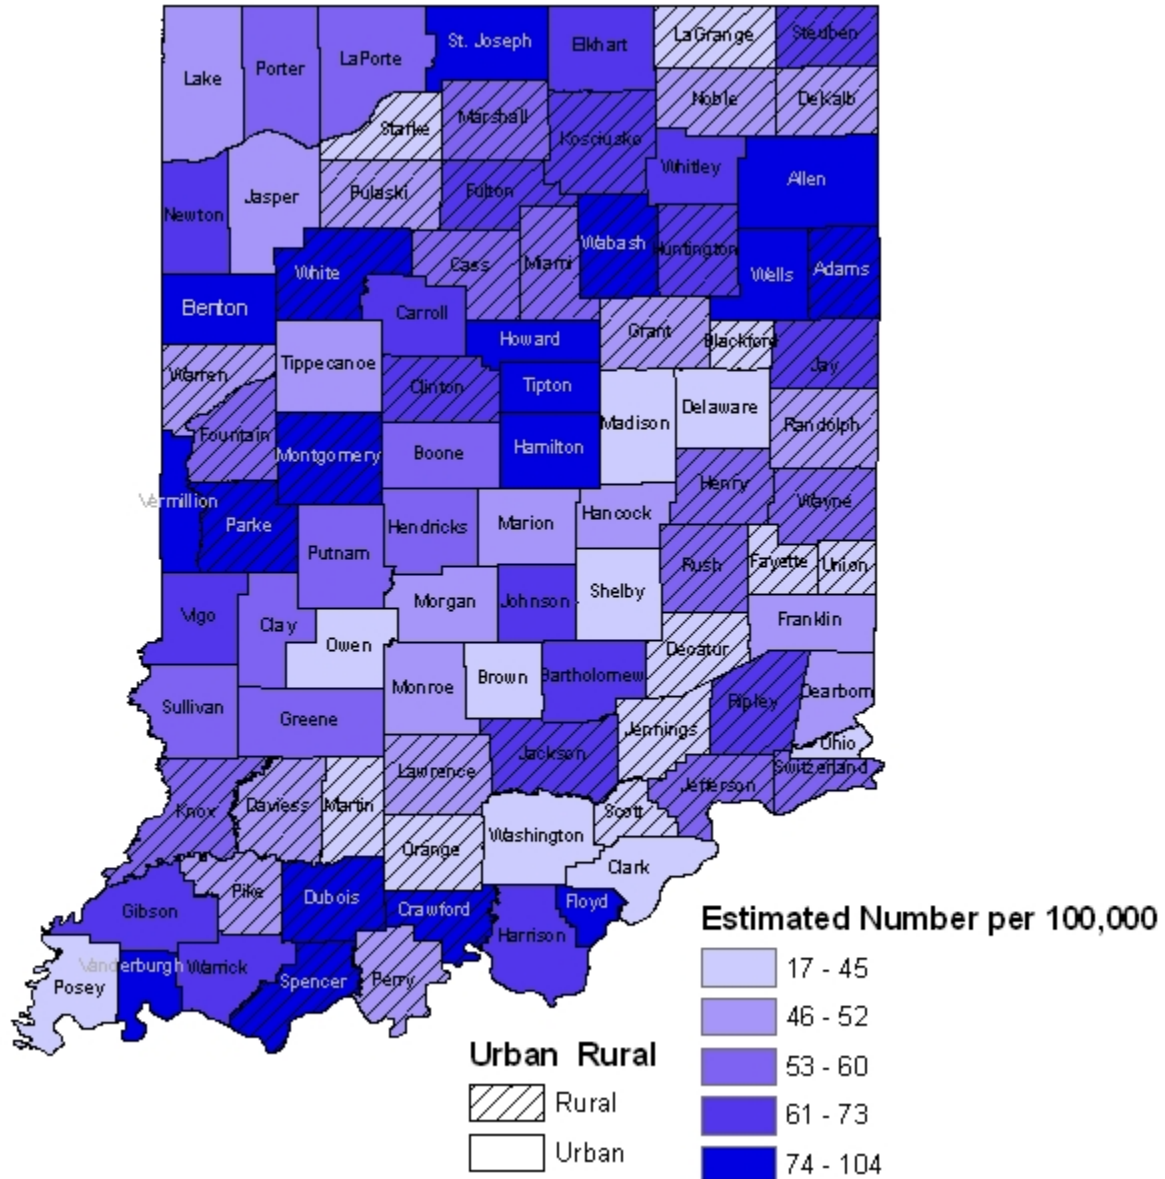 St. Joseph
Elkhart
LaGrange
Steuben
Lake
Porter
LaPorte
Noble
DeKalb
Starke
Marshall
Kosciusko
Whitley
Allen
Newton
Jasper
Pulaski
Fulton
Wabash
Huntington
White
Cass
Miami
Wells
Adams
Benton
Carroll
Howard
Grant
Blackford
Warren
Tippecanoe
Clinton
Tipton
Jay
Fountain
Montgomery
Boone
Hamilton
Madison
Delaware
Randolph
Vermillion
Parke
Hendricks
Marion
Hancock
Henry
Wayne
Putnam
Rush
Fayette
Union
Vigo
Clay
Owen
Morgan
Johnson
Shelby
Franklin
Decatur
Sullivan
Greene
Monroe
Brown
Bartholomew
Ripley
Dearborn
Jennings
Ohio
Knox
Daviess
Martin
Lawrence
Jackson
Jefferson
Switzerland
Orange
Washington
Scott
Clark
Gibson
Pike
Dubois
Crawford
Floyd
Harrison
Posey
Vanderburgh
Warrick
Spencer
Perry
Estimated Number per 100,000
17 - 45
46 - 52
53 - 60
61 - 73
74 - 104
Urban Rural
Rural
Urban